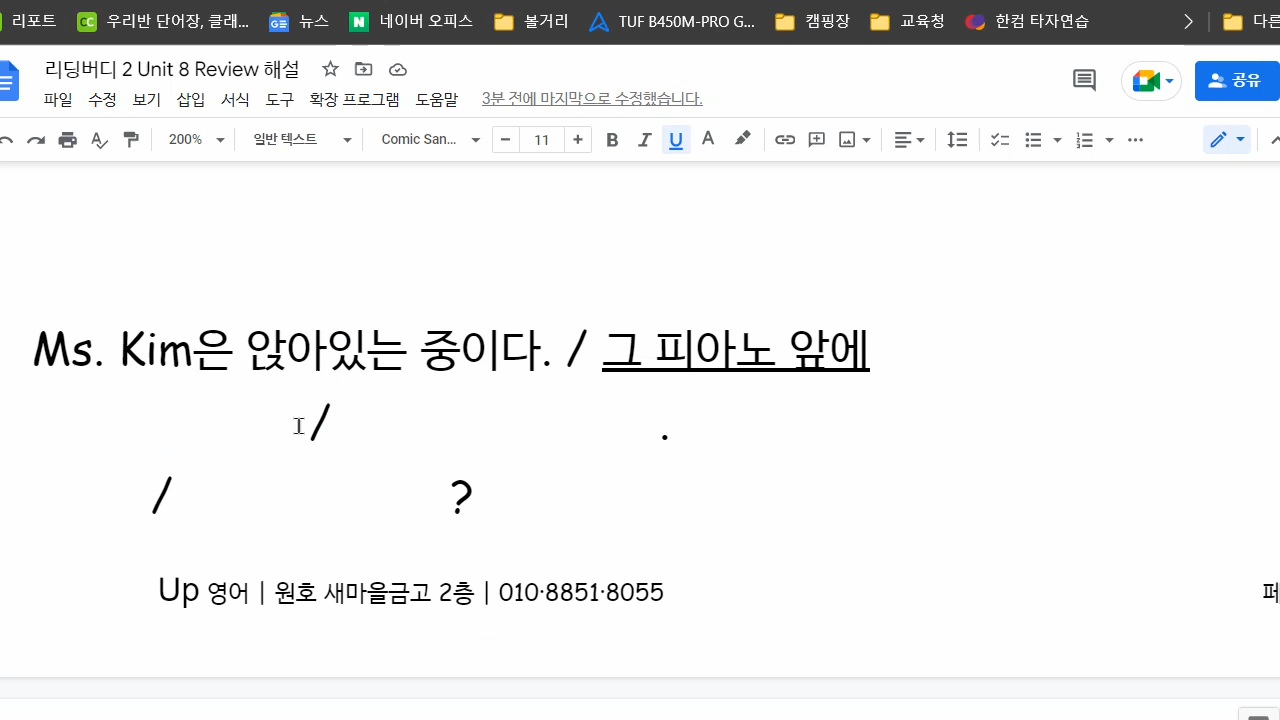 리포트 CC 우리반 단어장, 클래... GE 뉴스 N 네이버 오피스 볼거리 TUF B450M-PRO G... 캠핑장 교육청 한컴 타자연습 다른
리딩버디 2 Unit 8 Review 해설
파일 수정 보기 삽입 서식 도구 확장 프로그램 도움말 3분 전에 마지막으로 수정했습니다. 공유
200% 일반 텍스트 Comic San... − 11 + B I U A
Ms. Kim은 앉아있는 중이다. / 그 피아노 앞에
/ .
/ ?
Up 영어 | 원호 새마을금고 2층 | 010·8851·8055 페